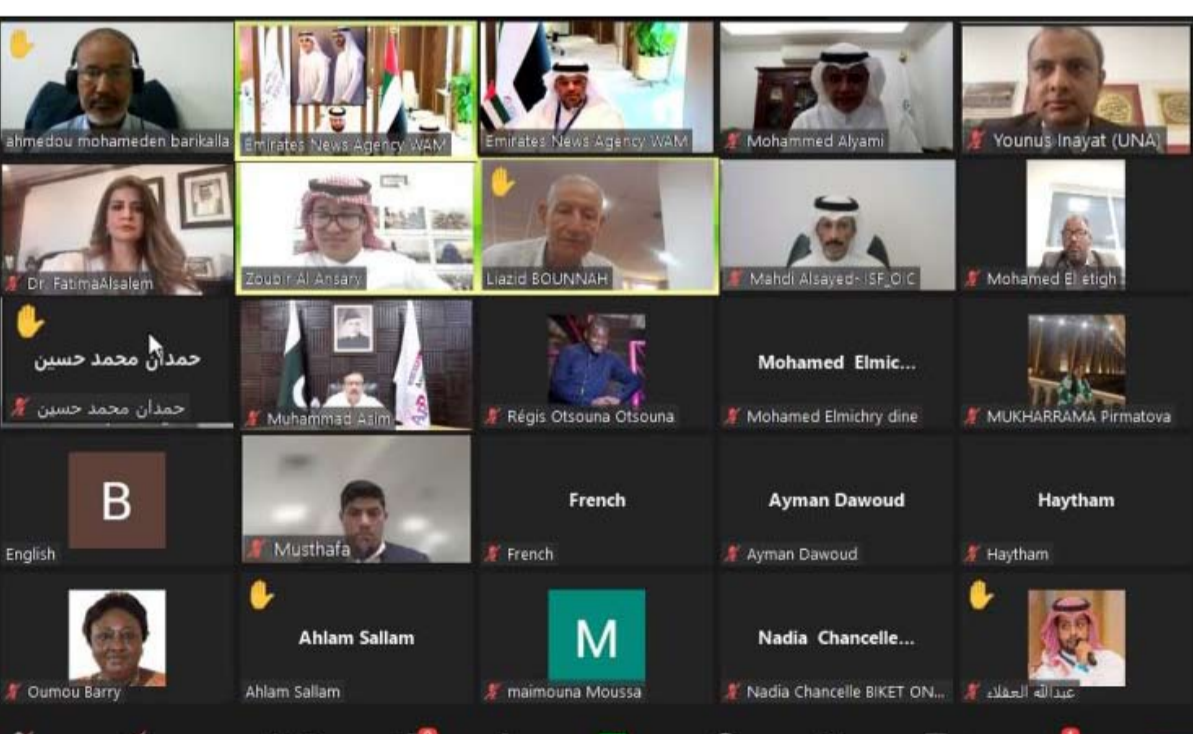 ahmedou mohameden barikalla
Emirates News Agency WAM
Emirates News Agency WAM
Mohammed Alyami
Younus Inayat (UNA)
Dr. FatimaAlsalem
Zoubir Al Ansary
Liazid BOUNNAH
Mahdi Alsayed- ISF_OIC
Mohamed El etigh
حمدان محمد حسين
حمدان محمد حسين
Muhammad Asim
Régis Otsouna Otsouna
Mohamed Elmic...
Mohamed Elmichry dine
MUKHARRAMA Pirmatova
B
English
Musthafa
French
French
Ayman Dawoud
Ayman Dawoud
Haytham
Haytham
Oumou Barry
Ahlam Sallam
Ahlam Sallam
M
maimouna Moussa
Nadia Chancelle...
Nadia Chancelle BIKET ON...
عبدالله العقلاء